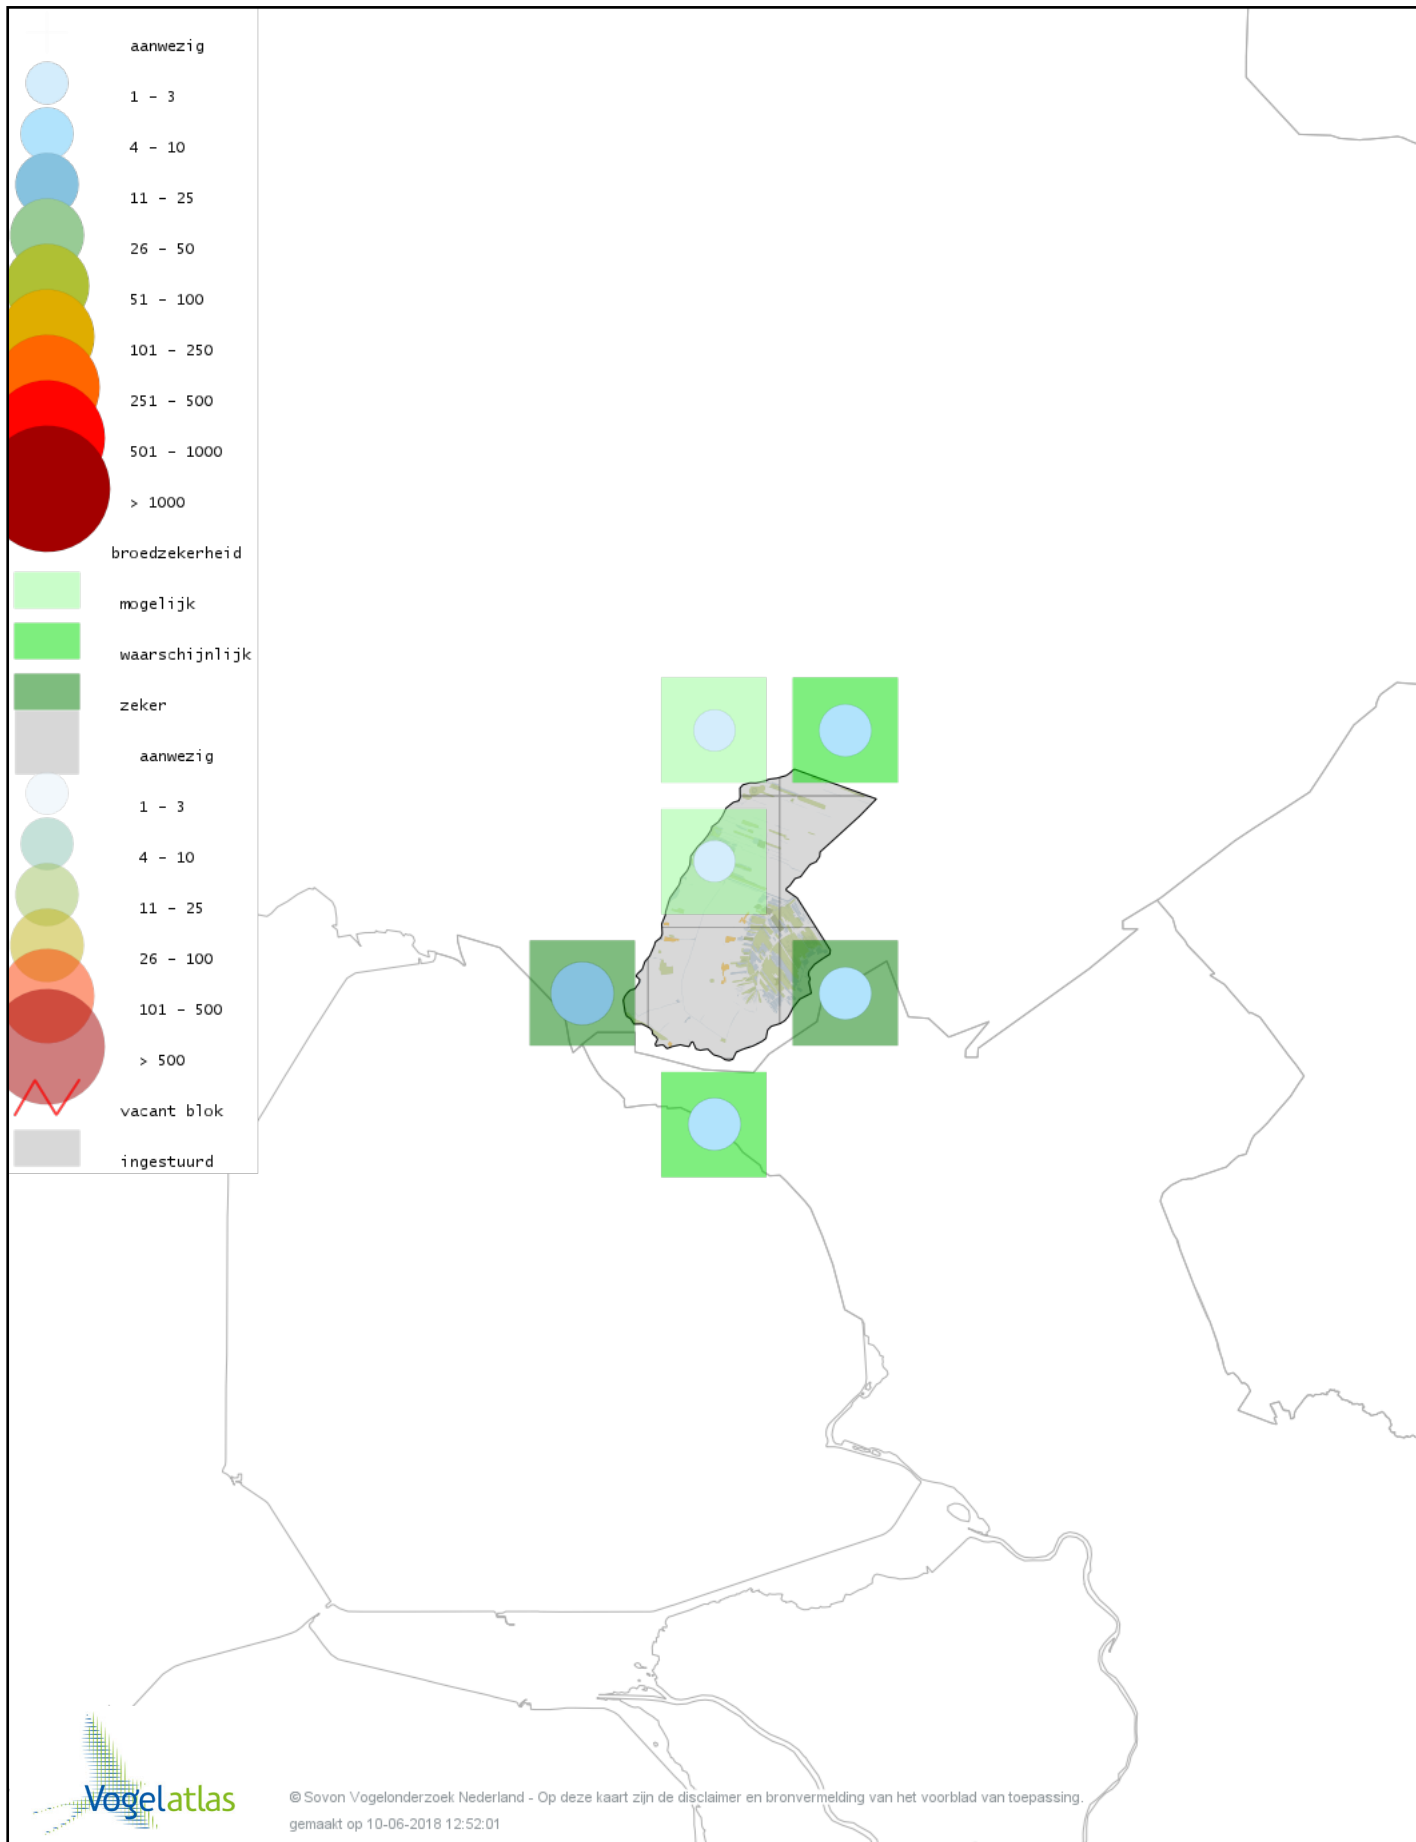 aanwezig
1 - 3
4 - 10
11 - 25
26 - 50
51 - 100
101 - 250
251 - 500
501 - 1000
> 1000
broedzekerheid
mogelijk
waarschijnlijk
zeker
aanwezig
1 - 3
4 - 10
11 - 25
26 - 100
101 - 500
> 500
vacant blok
ingestuurd
Vogelatlas
© Sovon Vogelonderzoek Nederland - Op deze kaart zijn de disclaimer en bronvermelding van het voorblad van toepassing.
gemaakt op 10-06-2018 12:52:01